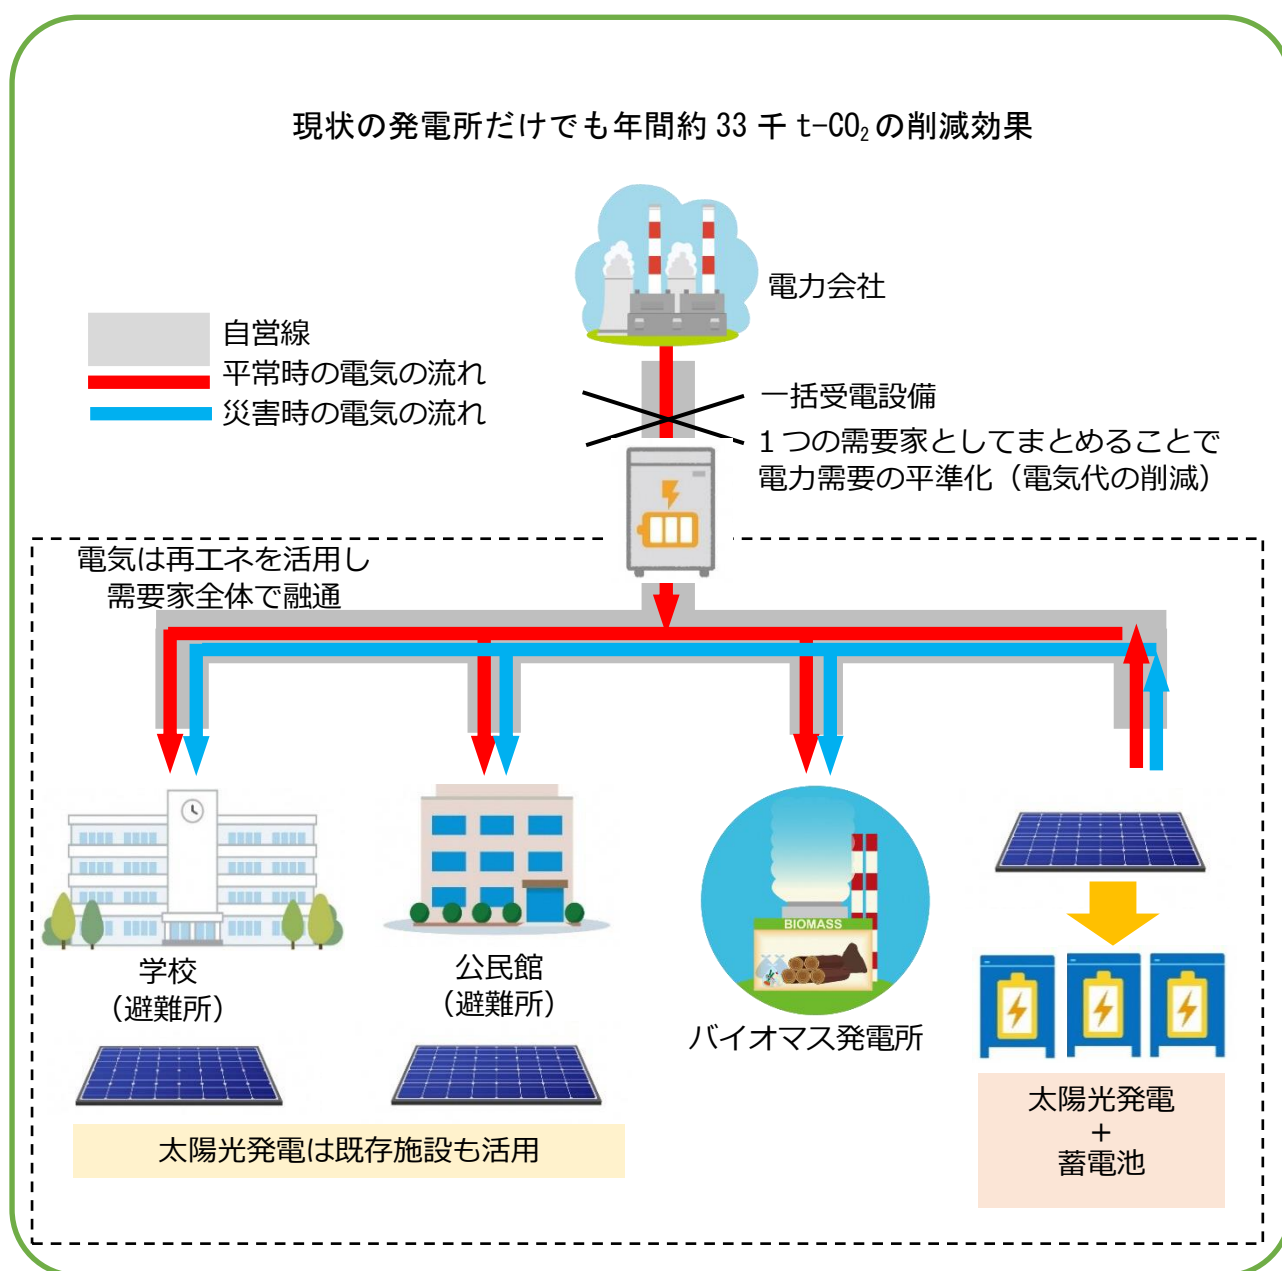 現状の発電所だけでも年間約 33 千 t-CO₂の削減効果
電力会社
自営線
平常時の電気の流れ
災害時の電気の流れ
一括受電設備
１つの需要家としてまとめることで
電力需要の平準化（電気代の削減）
電気は再エネを活用し
需要家全体で融通
学校
（避難所）
公民館
（避難所）
BIOMASS
バイオマス発電所
太陽光発電は既存施設も活用
太陽光発電
+
蓄電池